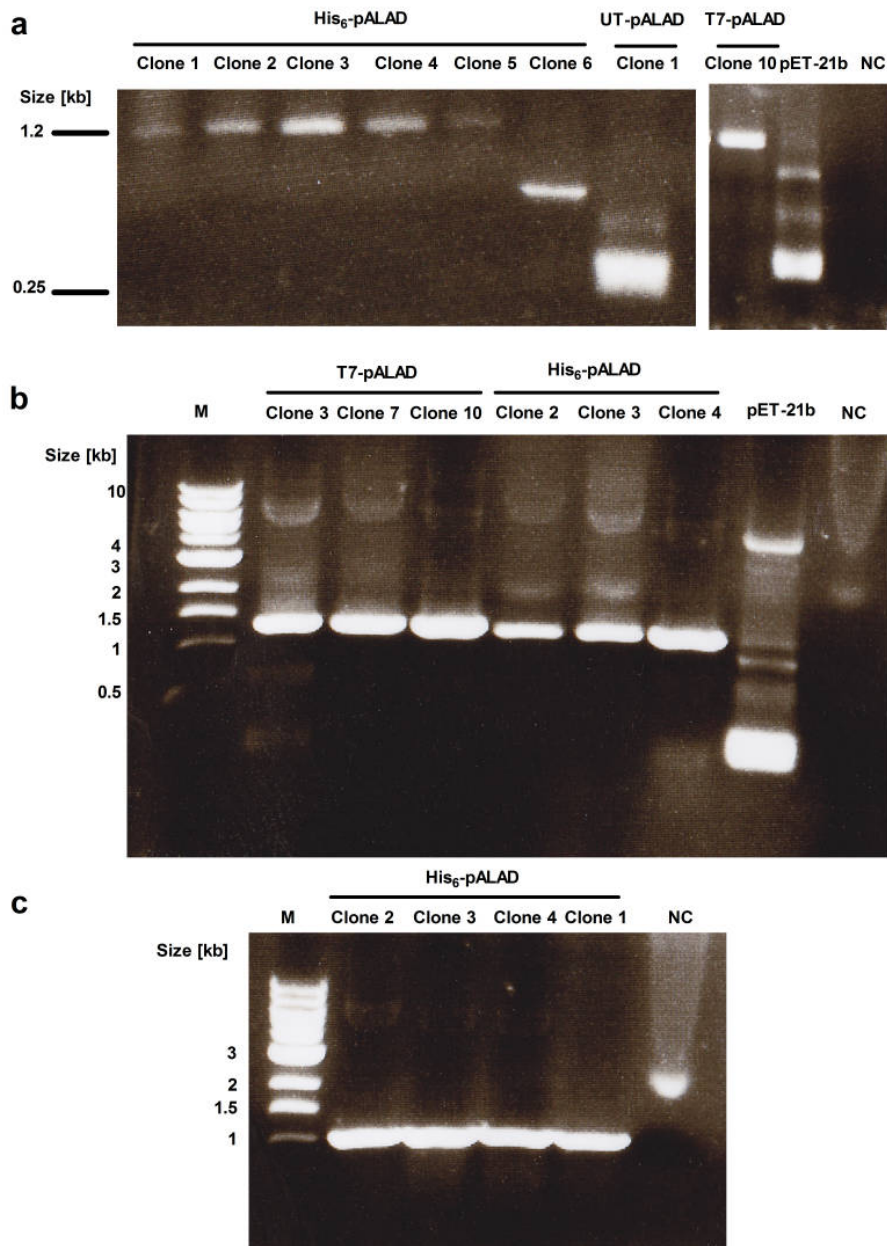 a
His6-pALAD UT-pALAD T7-pALAD
Clone 1 Clone 2 Clone 3 Clone 4 Clone 5 Clone 6 Clone 1 Clone 10 pET-21b NC
Size [kb]
1.2
0.25
b
T7-pALAD His6-pALAD
M Clone 3 Clone 7 Clone 10 Clone 2 Clone 3 Clone 4 pET-21b NC
Size [kb]
10
4
3
2
1.5
1
0.5
c
His6-pALAD
M Clone 2 Clone 3 Clone 4 Clone 1 NC
Size [kb]
3
2
1.5
1